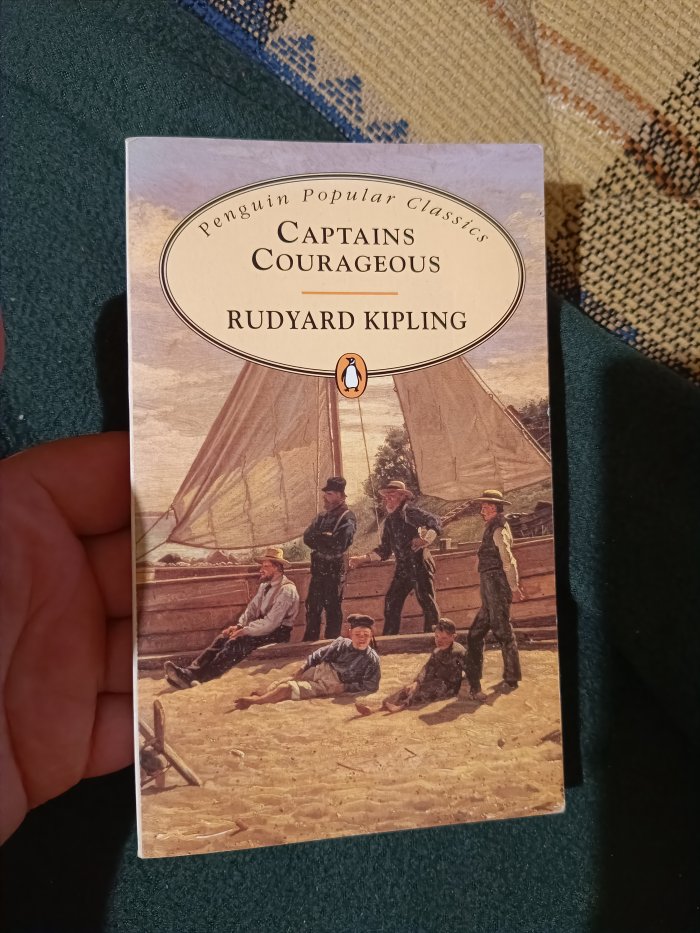 Penguin Popular Classics
CAPTAINS
COURAGEOUS
RUDYARD KIPLING